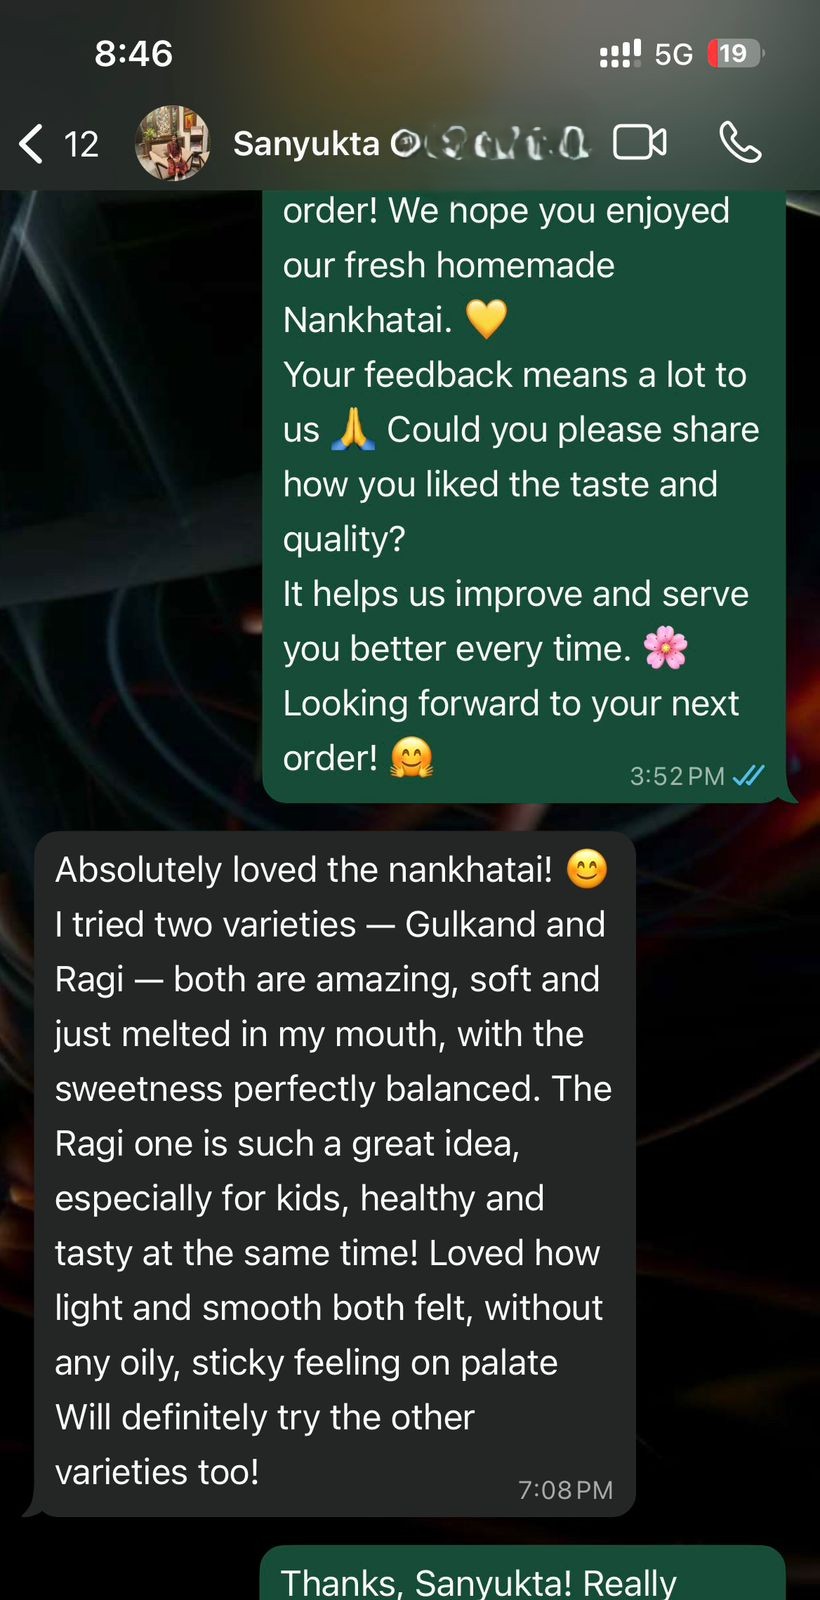 8:46
5G
19
12
Sanyukta
order! We hope you enjoyed
our fresh homemade
Nankhatai. 💛
Your feedback means a lot to
us 🙏 Could you please share
how you liked the taste and
quality?
It helps us improve and serve
you better every time. 🌸
Looking forward to your next
order! 🤗
3:52 PM
Absolutely loved the nankhatai! 😊
I tried two varieties — Gulkand and
Ragi — both are amazing, soft and
just melted in my mouth, with the
sweetness perfectly balanced. The
Ragi one is such a great idea,
especially for kids, healthy and
tasty at the same time! Loved how
light and smooth both felt, without
any oily, sticky feeling on palate
Will definitely try the other
varieties too!
7:08 PM
Thanks, Sanyukta! Really